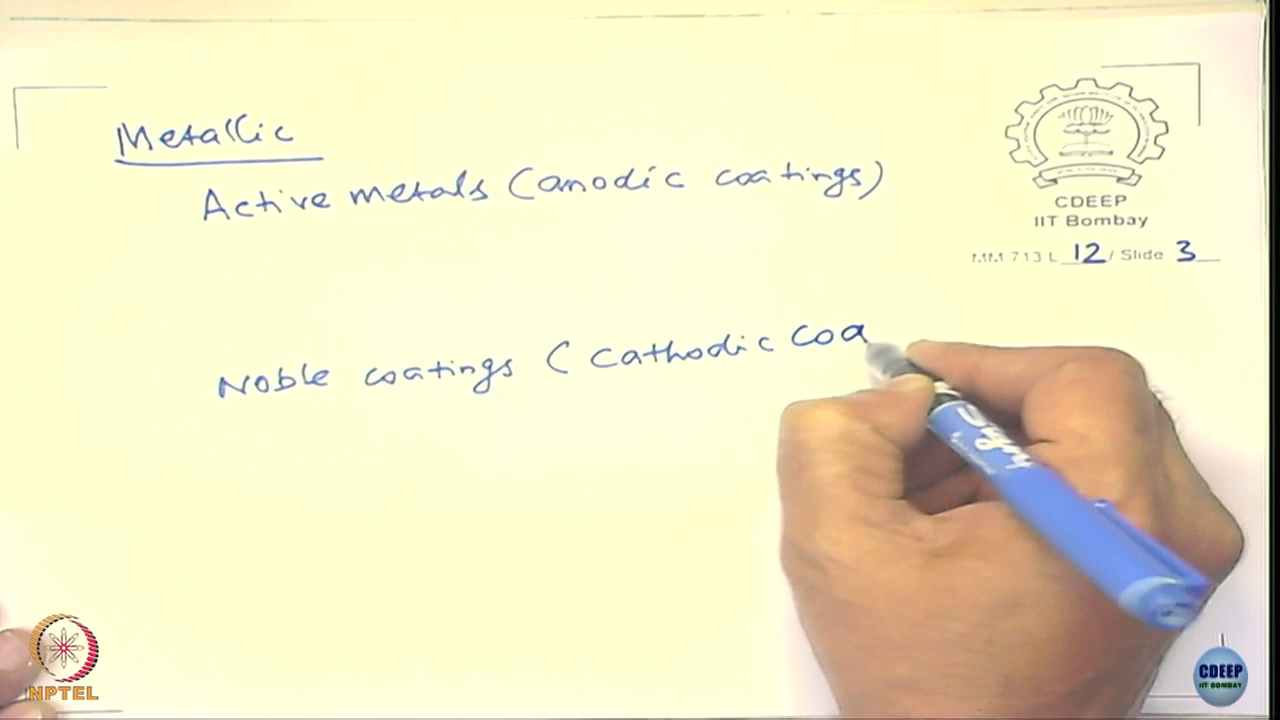 Metallic
Active metals (anodic coatings)
CDEEP
IIT Bombay
MM 713 L 12 / Slide 3
Noble coatings (cathodic coa
NPTEL
CDEEP
IIT BOMBAY